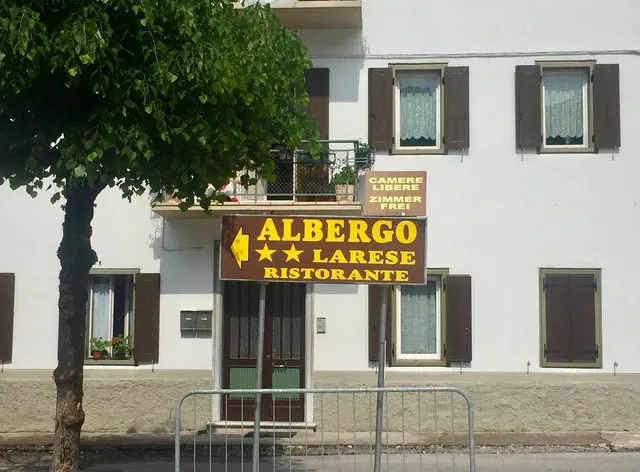 CAMERE
LIBERE
ZIMMER
FREI
ALBERGO
LARESE
RISTORANTE